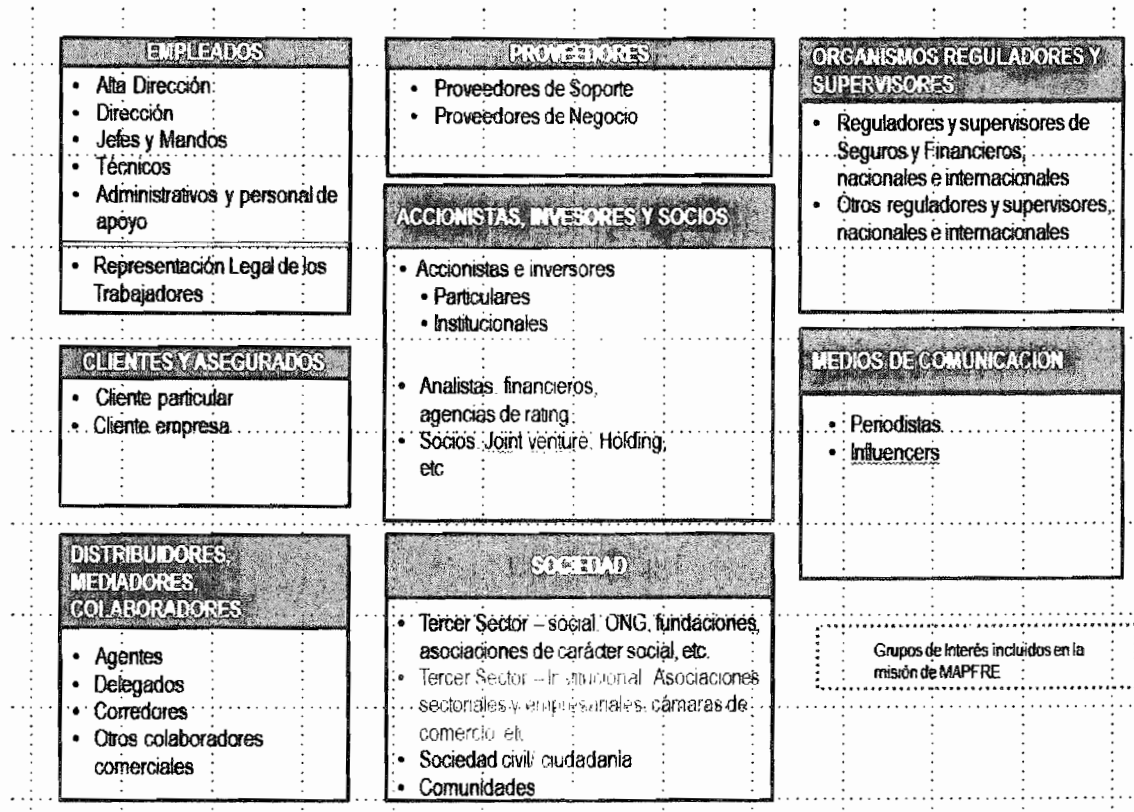 EMPLEADOS
• Alta Dirección
• Dirección
• Jefes y Mandos
• Técnicos
• Administrativos y personal de
apoyo
• Representación Legal de los
Trabajadores
CLIENTES Y ASEGURADOS
• Cliente particular
• Cliente empresa
DISTRIBUIDORES,
MEDIADORES,
COLABORADORES
• Agentes
• Delegados
• Corredores
• Otros colaboradores
comerciales
PROVEEDORES
• Proveedores de Soporte
• Proveedores de Negocio
ACCIONISTAS, INVESORES Y SOCIOS
• Accionistas e inversores
• Particulares
• Institucionales
• Analistas financieros,
agencias de rating
• Socios. Joint venture. Holding,
etc
SOCIEDAD
• Tercer Sector – social. ONG, fundaciones,
asociaciones de carácter social, etc.
• Tercer Sector – Institucional. Asociaciones
sectoriales y empresariales, cámaras de
comercio, etc
• Sociedad civil/ ciudadanía
• Comunidades
ORGANISMOS REGULADORES Y
SUPERVISORES
• Reguladores y supervisores de
Seguros y Financieros,
nacionales e internacionales
• Otros reguladores y supervisores,
nacionales e internacionales
MEDIOS DE COMUNICACIÓN
• Periodistas
• Influencers
Grupos de Interés incluidos en la
misión de MAPFRE